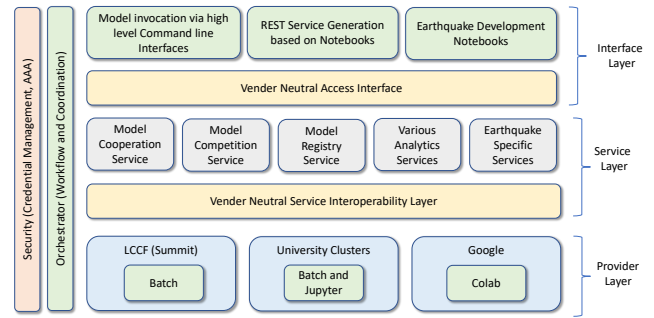 Security (Credential Management, AAA)
Orchestrator (Workflow and Coordination)
Model invocation via high
level Command line
Interfaces
REST Service Generation
based on Notebooks
Earthquake Development
Notebooks
Interface
Layer
Vender Neutral Access Interface
Model
Cooperation
Service
Model
Competition
Service
Model
Registry
Service
Various
Analytics
Services
Earthquake
Specific
Services
Service
Layer
Vender Neutral Service Interoperability Layer
LCCF (Summit)
Batch
University Clusters
Batch and
Jupyter
Google
Colab
Provider
Layer